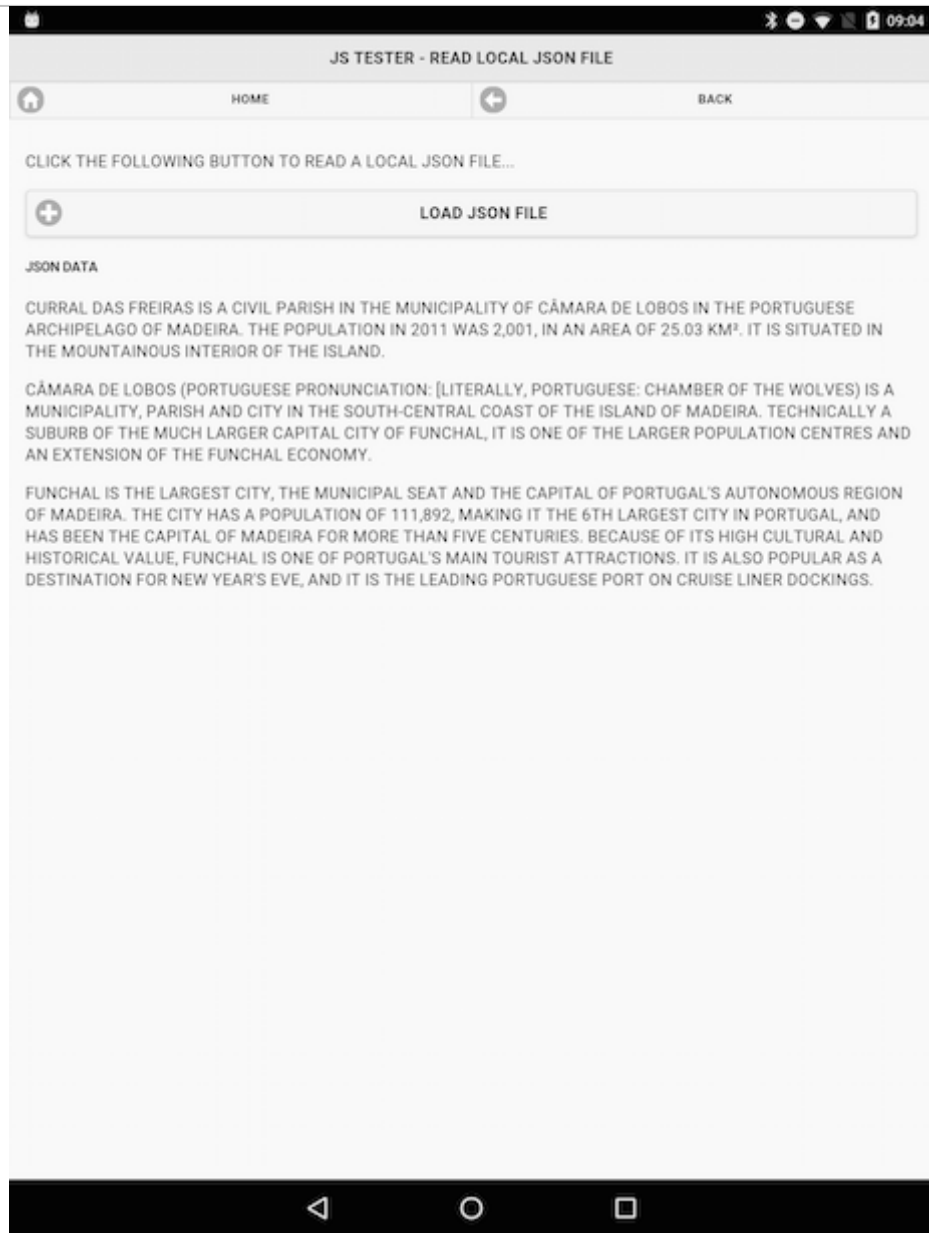 09:04
JS TESTER - READ LOCAL JSON FILE
HOME
BACK
CLICK THE FOLLOWING BUTTON TO READ A LOCAL JSON FILE...
LOAD JSON FILE
JSON DATA
CURRAL DAS FREIRAS IS A CIVIL PARISH IN THE MUNICIPALITY OF CÂMARA DE LOBOS IN THE PORTUGUESE
ARCHIPELAGO OF MADEIRA. THE POPULATION IN 2011 WAS 2,001, IN AN AREA OF 25.03 KM². IT IS SITUATED IN
THE MOUNTAINOUS INTERIOR OF THE ISLAND.
CÂMARA DE LOBOS (PORTUGUESE PRONUNCIATION: [LITERALLY, PORTUGUESE: CHAMBER OF THE WOLVES) IS A
MUNICIPALITY, PARISH AND CITY IN THE SOUTH-CENTRAL COAST OF THE ISLAND OF MADEIRA. TECHNICALLY A
SUBURB OF THE MUCH LARGER CAPITAL CITY OF FUNCHAL, IT IS ONE OF THE LARGER POPULATION CENTRES AND
AN EXTENSION OF THE FUNCHAL ECONOMY.
FUNCHAL IS THE LARGEST CITY, THE MUNICIPAL SEAT AND THE CAPITAL OF PORTUGAL'S AUTONOMOUS REGION
OF MADEIRA. THE CITY HAS A POPULATION OF 111,892, MAKING IT THE 6TH LARGEST CITY IN PORTUGAL, AND
HAS BEEN THE CAPITAL OF MADEIRA FOR MORE THAN FIVE CENTURIES. BECAUSE OF ITS HIGH CULTURAL AND
HISTORICAL VALUE, FUNCHAL IS ONE OF PORTUGAL'S MAIN TOURIST ATTRACTIONS. IT IS ALSO POPULAR AS A
DESTINATION FOR NEW YEAR'S EVE, AND IT IS THE LEADING PORTUGUESE PORT ON CRUISE LINER DOCKINGS.